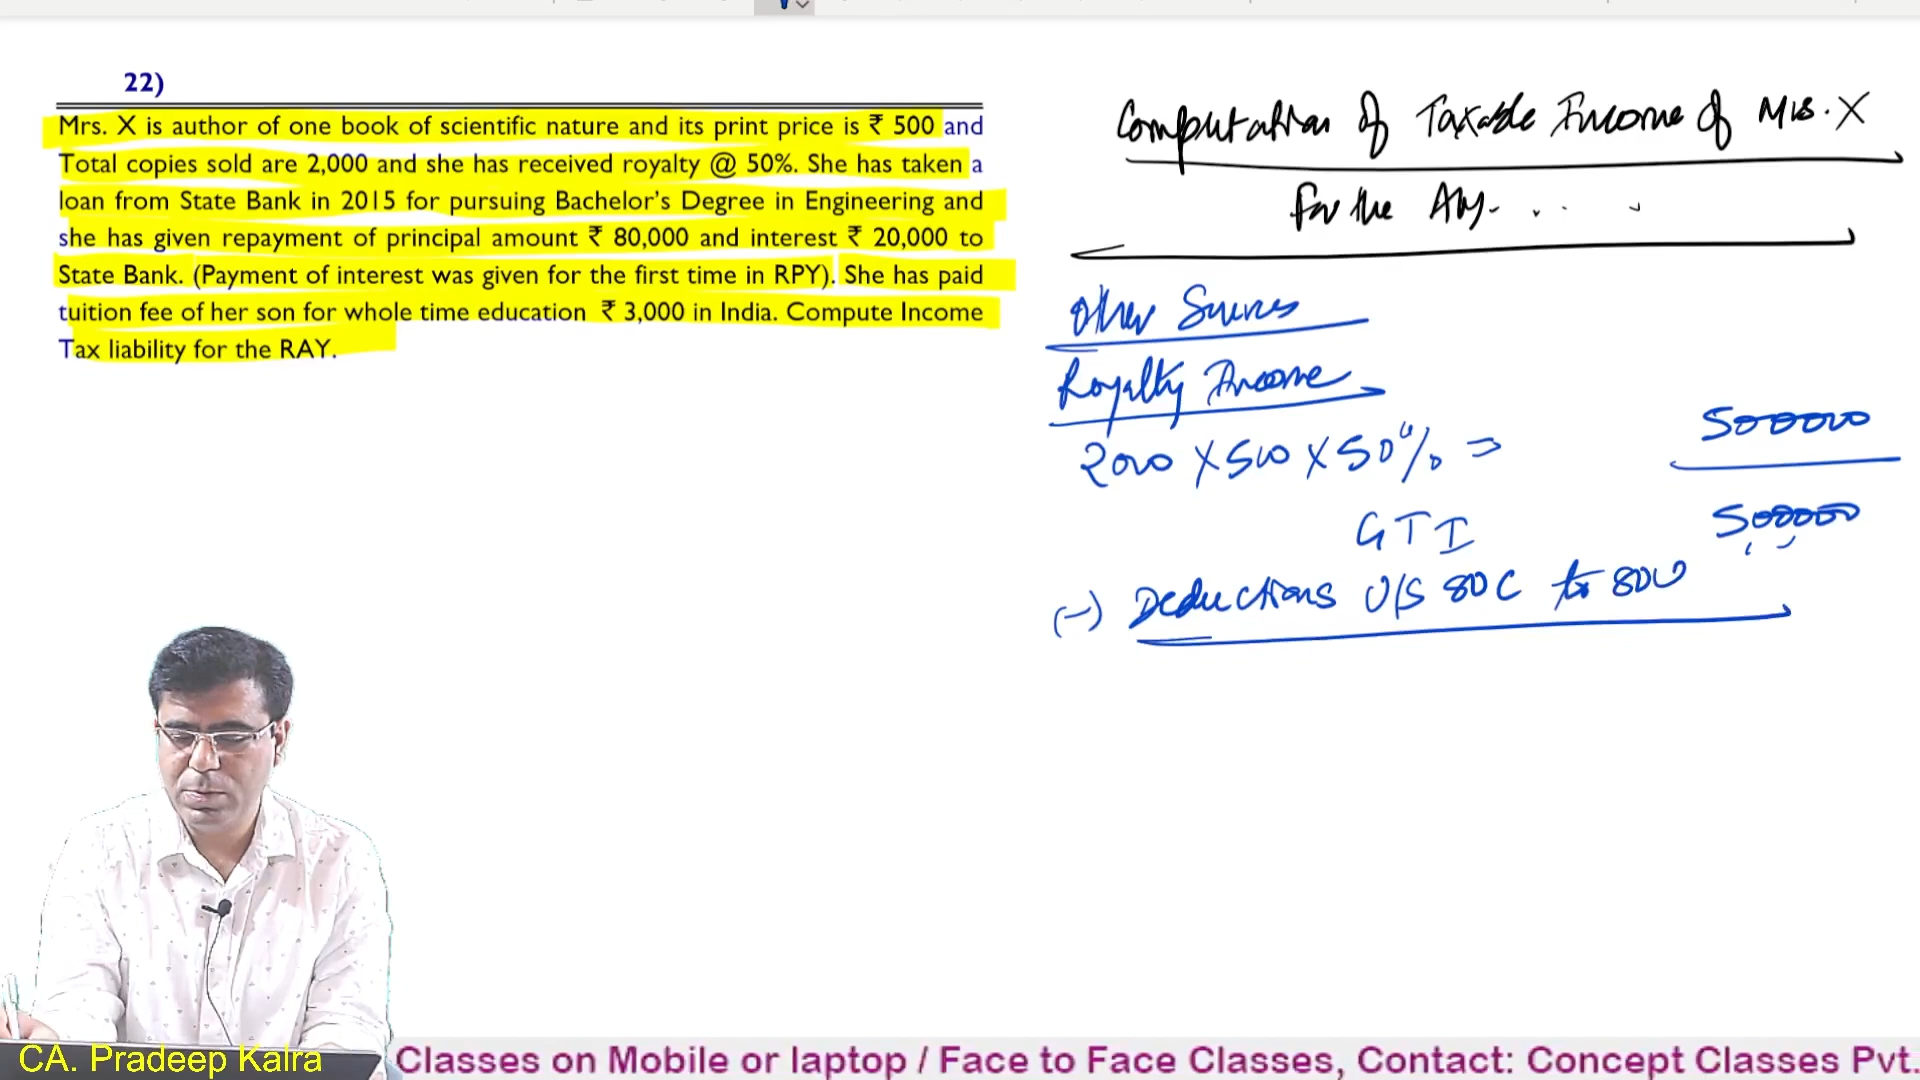 22)
Mrs. X is author of one book of scientific nature and its print price is ₹ 500 and
Total copies sold are 2,000 and she has received royalty @ 50%. She has taken a
loan from State Bank in 2015 for pursuing Bachelor's Degree in Engineering and
she has given repayment of principal amount ₹ 80,000 and interest ₹ 20,000 to
State Bank. (Payment of interest was given for the first time in RPY). She has paid
tuition fee of her son for whole time education ₹ 3,000 in India. Compute Income
Tax liability for the RAY.
Computation of Taxable Income of Mrs. X
for the Ay. . . . .
Other Sources
Royalty Income
2000 X 500 X 50% = 500000
GTI 500000
(-) Deductions U/S 80C to 80U
CA. Pradeep Kalra
Classes on Mobile or laptop / Face to Face Classes, Contact: Concept Classes Pvt.